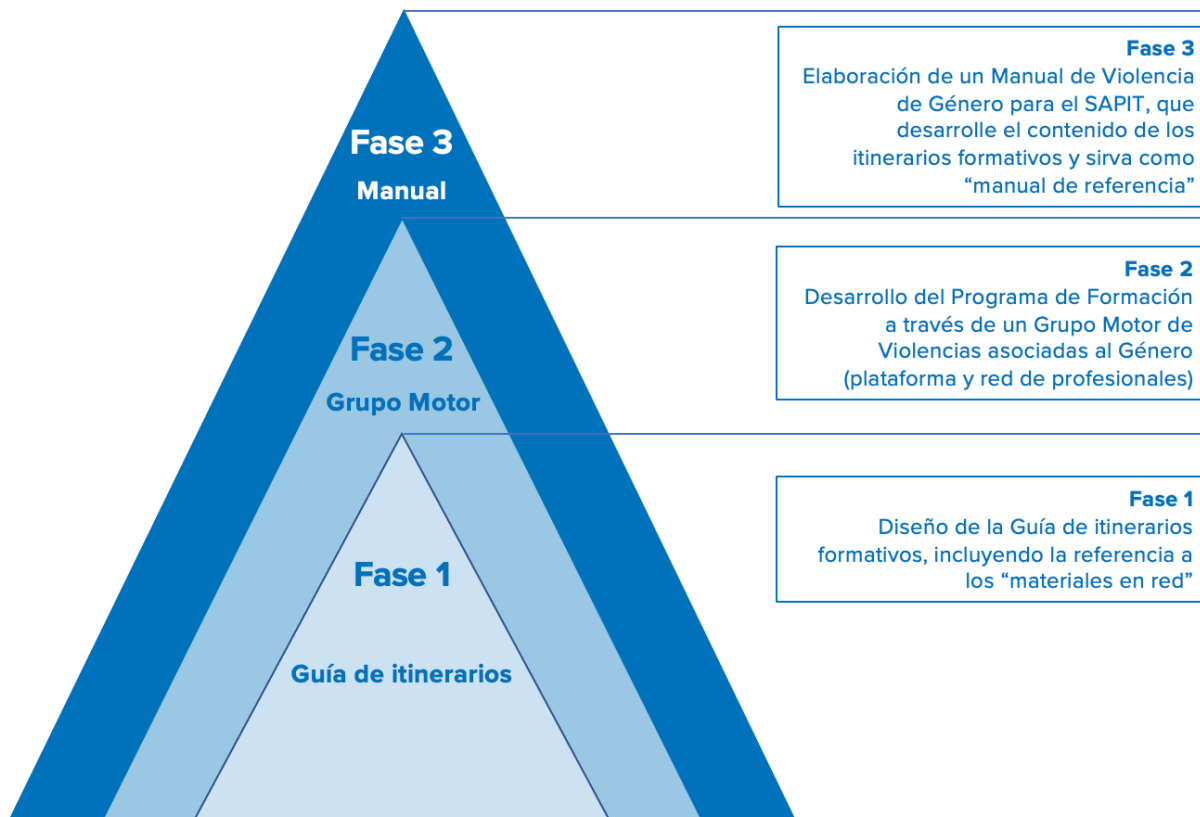 Fase 3
Manual
Fase 2
Grupo Motor
Fase 1
Guía de itinerarios
Fase 3
Elaboración de un Manual de Violencia
de Género para el SAPIT, que
desarrolle el contenido de los
itinerarios formativos y sirva como
“manual de referencia”
Fase 2
Desarrollo del Programa de Formación
a través de un Grupo Motor de
Violencias asociadas al Género
(plataforma y red de profesionales)
Fase 1
Diseño de la Guía de itinerarios
formativos, incluyendo la referencia a
los “materiales en red”